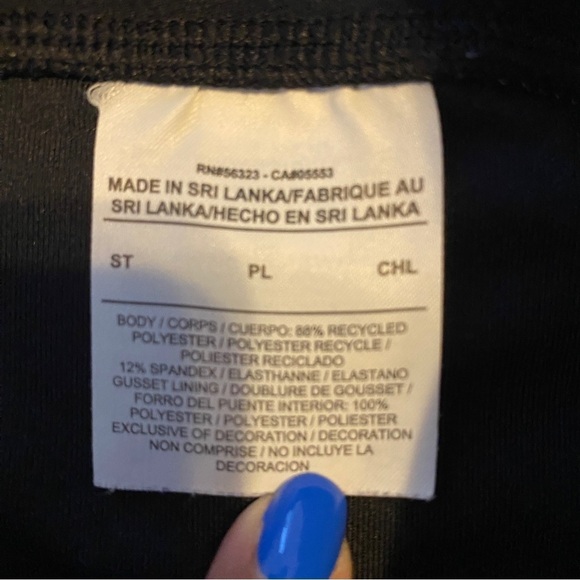 RN#56323 - CA#05553
MADE IN SRI LANKA/FABRIQUE AU
SRI LANKA/HECHO EN SRI LANKA
ST PL CHL
BODY / CORPS / CUERPO: 88% RECYCLED
POLYESTER / POLYESTER RECYCLE /
POLIESTER RECICLADO
12% SPANDEX / ELASTHANNE / ELASTANO
GUSSET LINING / DOUBLURE DE GOUSSET /
FORRO DEL PUENTE INTERIOR: 100%
POLYESTER / POLYESTER / POLIESTER
EXCLUSIVE OF DECORATION / DECORATION
NON COMPRISE / NO INCLUYE LA
DECORACION